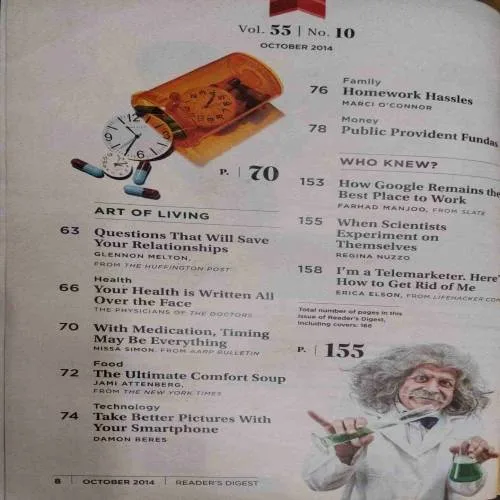 Vol. 55 | No. 10
OCTOBER 2014
P. | 70
ART OF LIVING
63 Questions That Will Save
Your Relationships
GLENNON MELTON,
FROM THE HUFFINGTON POST
Health
66 Your Health is Written All
Over the Face
THE PHYSICIANS OF THE DOCTORS
70 With Medication, Timing
May Be Everything
NISSA SIMON, FROM AARP BULLETIN
Food
72 The Ultimate Comfort Soup
JAMI ATTENBERG,
FROM THE NEW YORK TIMES
Technology
74 Take Better Pictures With
Your Smartphone
DAMON BERES
Family
76 Homework Hassles
MARCI O'CONNOR
Money
78 Public Provident Fundas
WHO KNEW?
153 How Google Remains the
Best Place to Work
FARHAD MANJOO, FROM SLATE
155 When Scientists
Experiment on
Themselves
REGINA NUZZO
158 I'm a Telemarketer. Here'
How to Get Rid of Me
ERICA ELSON, FROM LIFEHACKER.CO
Total number of pages in this
issue of Reader's Digest,
including covers: 166
P. | 155
8 | OCTOBER 2014 | READER'S DIGEST